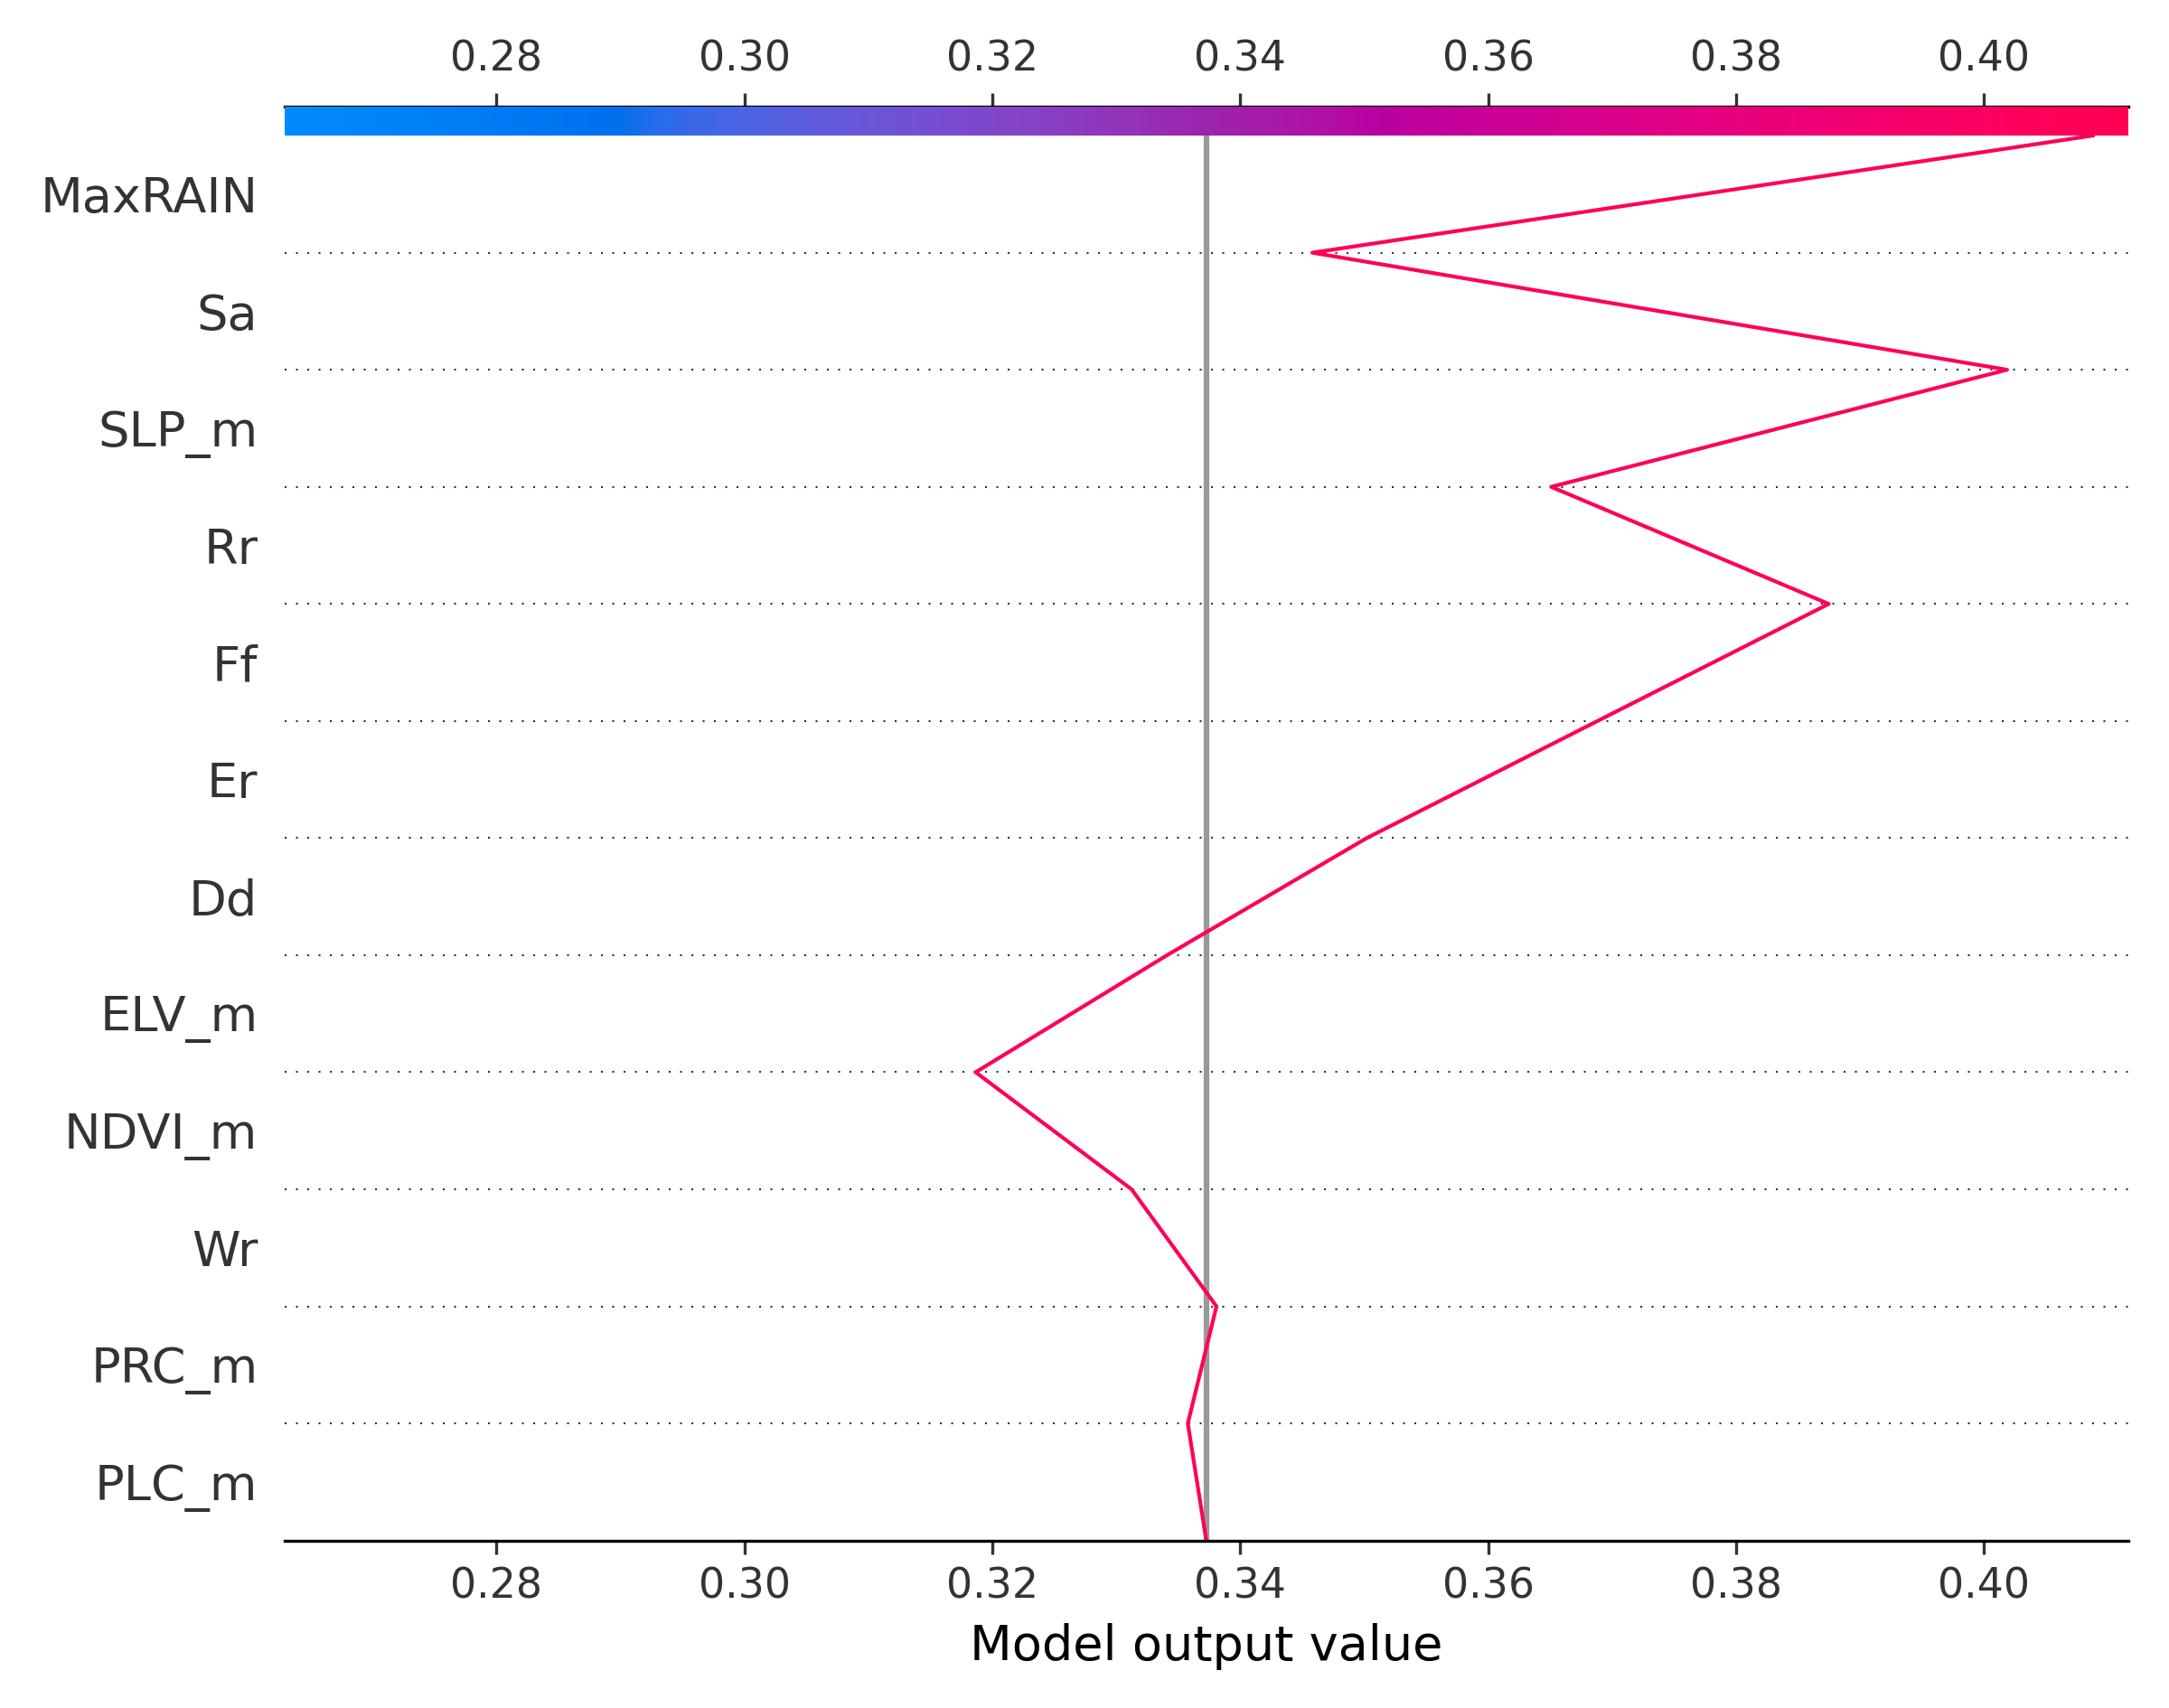 0.28 0.30 0.32 0.34 0.36 0.38 0.40
MaxRAIN
Sa
SLP_m
Rr
Ff
Er
Dd
ELV_m
NDVI_m
Wr
PRC_m
PLC_m
0.28 0.30 0.32 0.34 0.36 0.38 0.40
Model output value